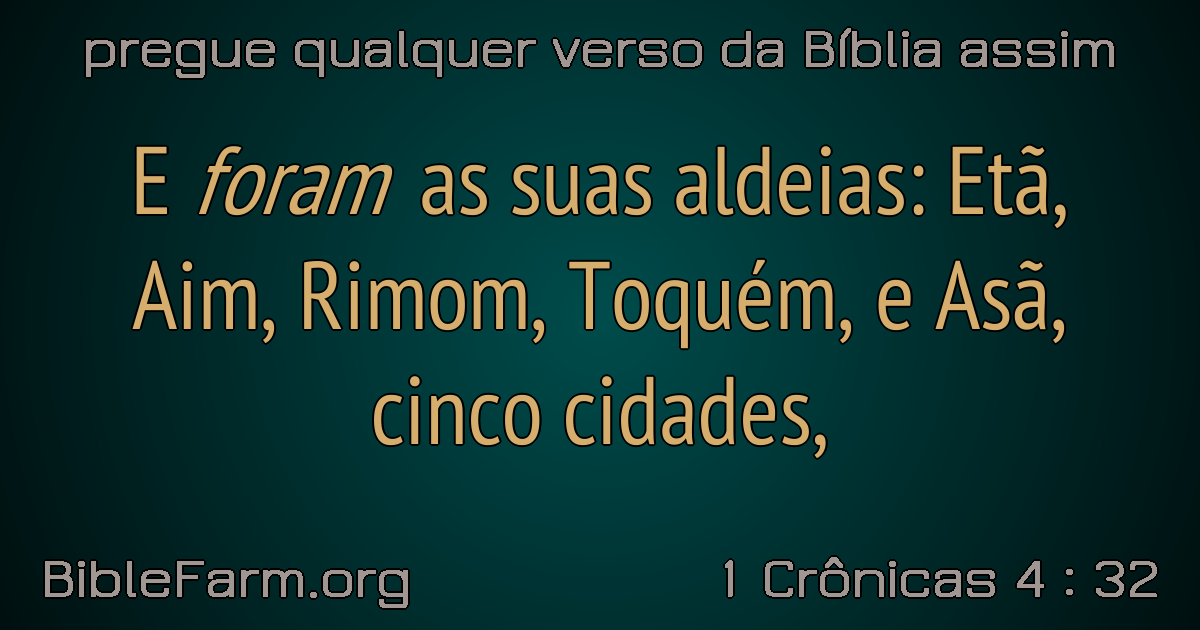 pregue qualquer verso da Bíblia assim
E foram as suas aldeias: Etã,
Aim, Rimom, Toquém, e Asã,
cinco cidades,
BibleFarm.org
1 Crônicas 4 : 32